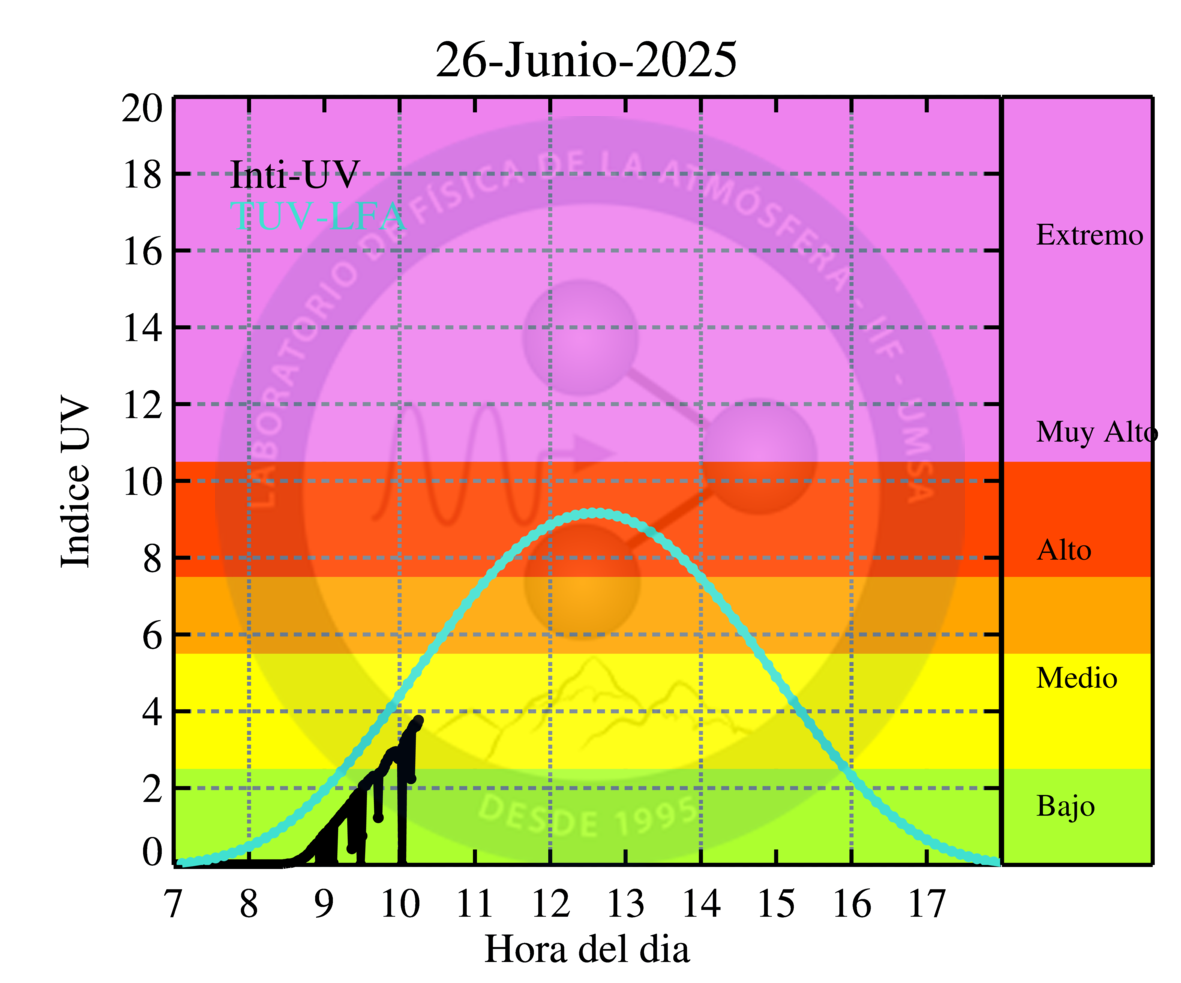 26-Junio-2025
20
18
16
14
12
10
8
6
4
2
0
Indice UV
Inti-UV
TUV-LFA
LABORATORIO DE FÍSICA DE LA ATMÓSFERA - IIF - UMSA
DESDE 1995
Extremo
Muy Alto
Alto
Medio
Bajo
7 8 9 10 11 12 13 14 15 16 17
Hora del dia